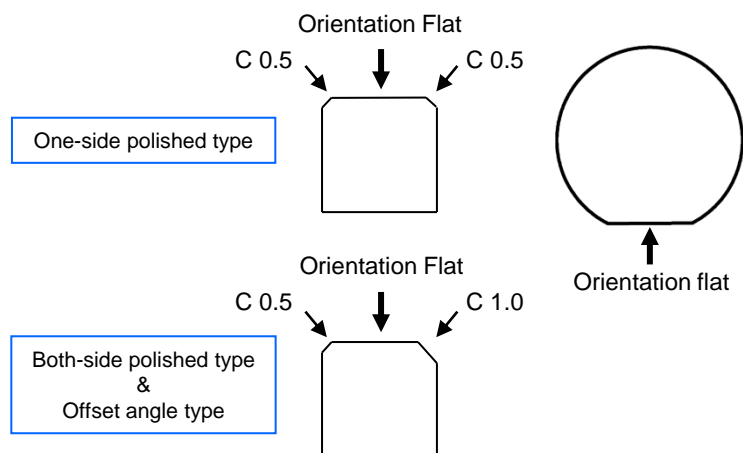 Orientation Flat
C 0.5
C 0.5
One-side polished type
Orientation flat
Orientation Flat
C 0.5
C 1.0
Both-side polished type
&
Offset angle type